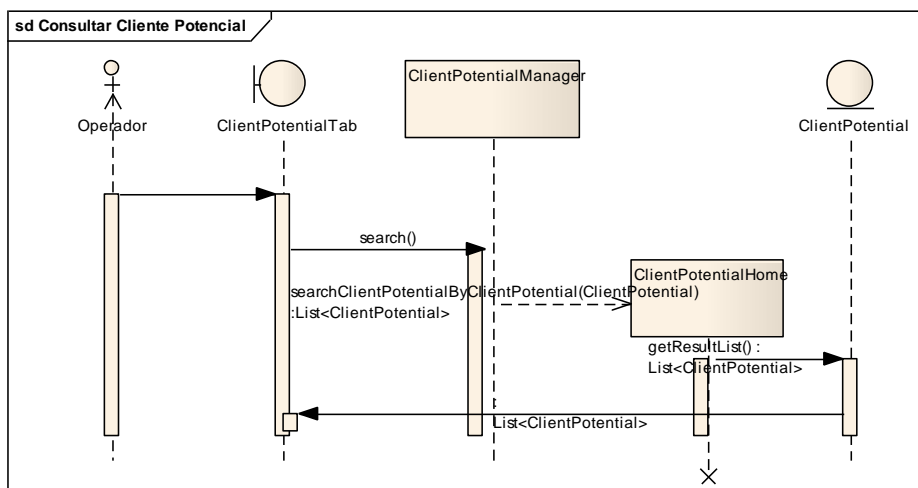 sd Consultar Cliente Potencial
Operador
ClientPotentialTab
ClientPotentialManager
ClientPotential
search()
ClientPotentialHome
searchClientPotentialByClientPotential(ClientPotential)
:List<ClientPotential>
getResultList() :
List<ClientPotential>
:
List<ClientPotential>